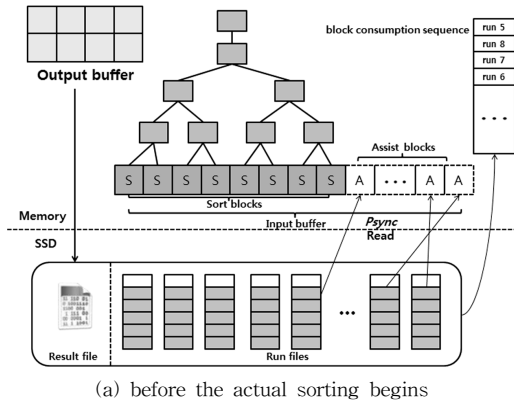 block consumption sequence
run 5
run 8
run 7
run 6
...
Output buffer
Assist blocks
S S S S S S S S A ... A A
Sort blocks
Input buffer
Psync
Read
Memory
SSD
...
Result file
Run files
(a) before the actual sorting begins